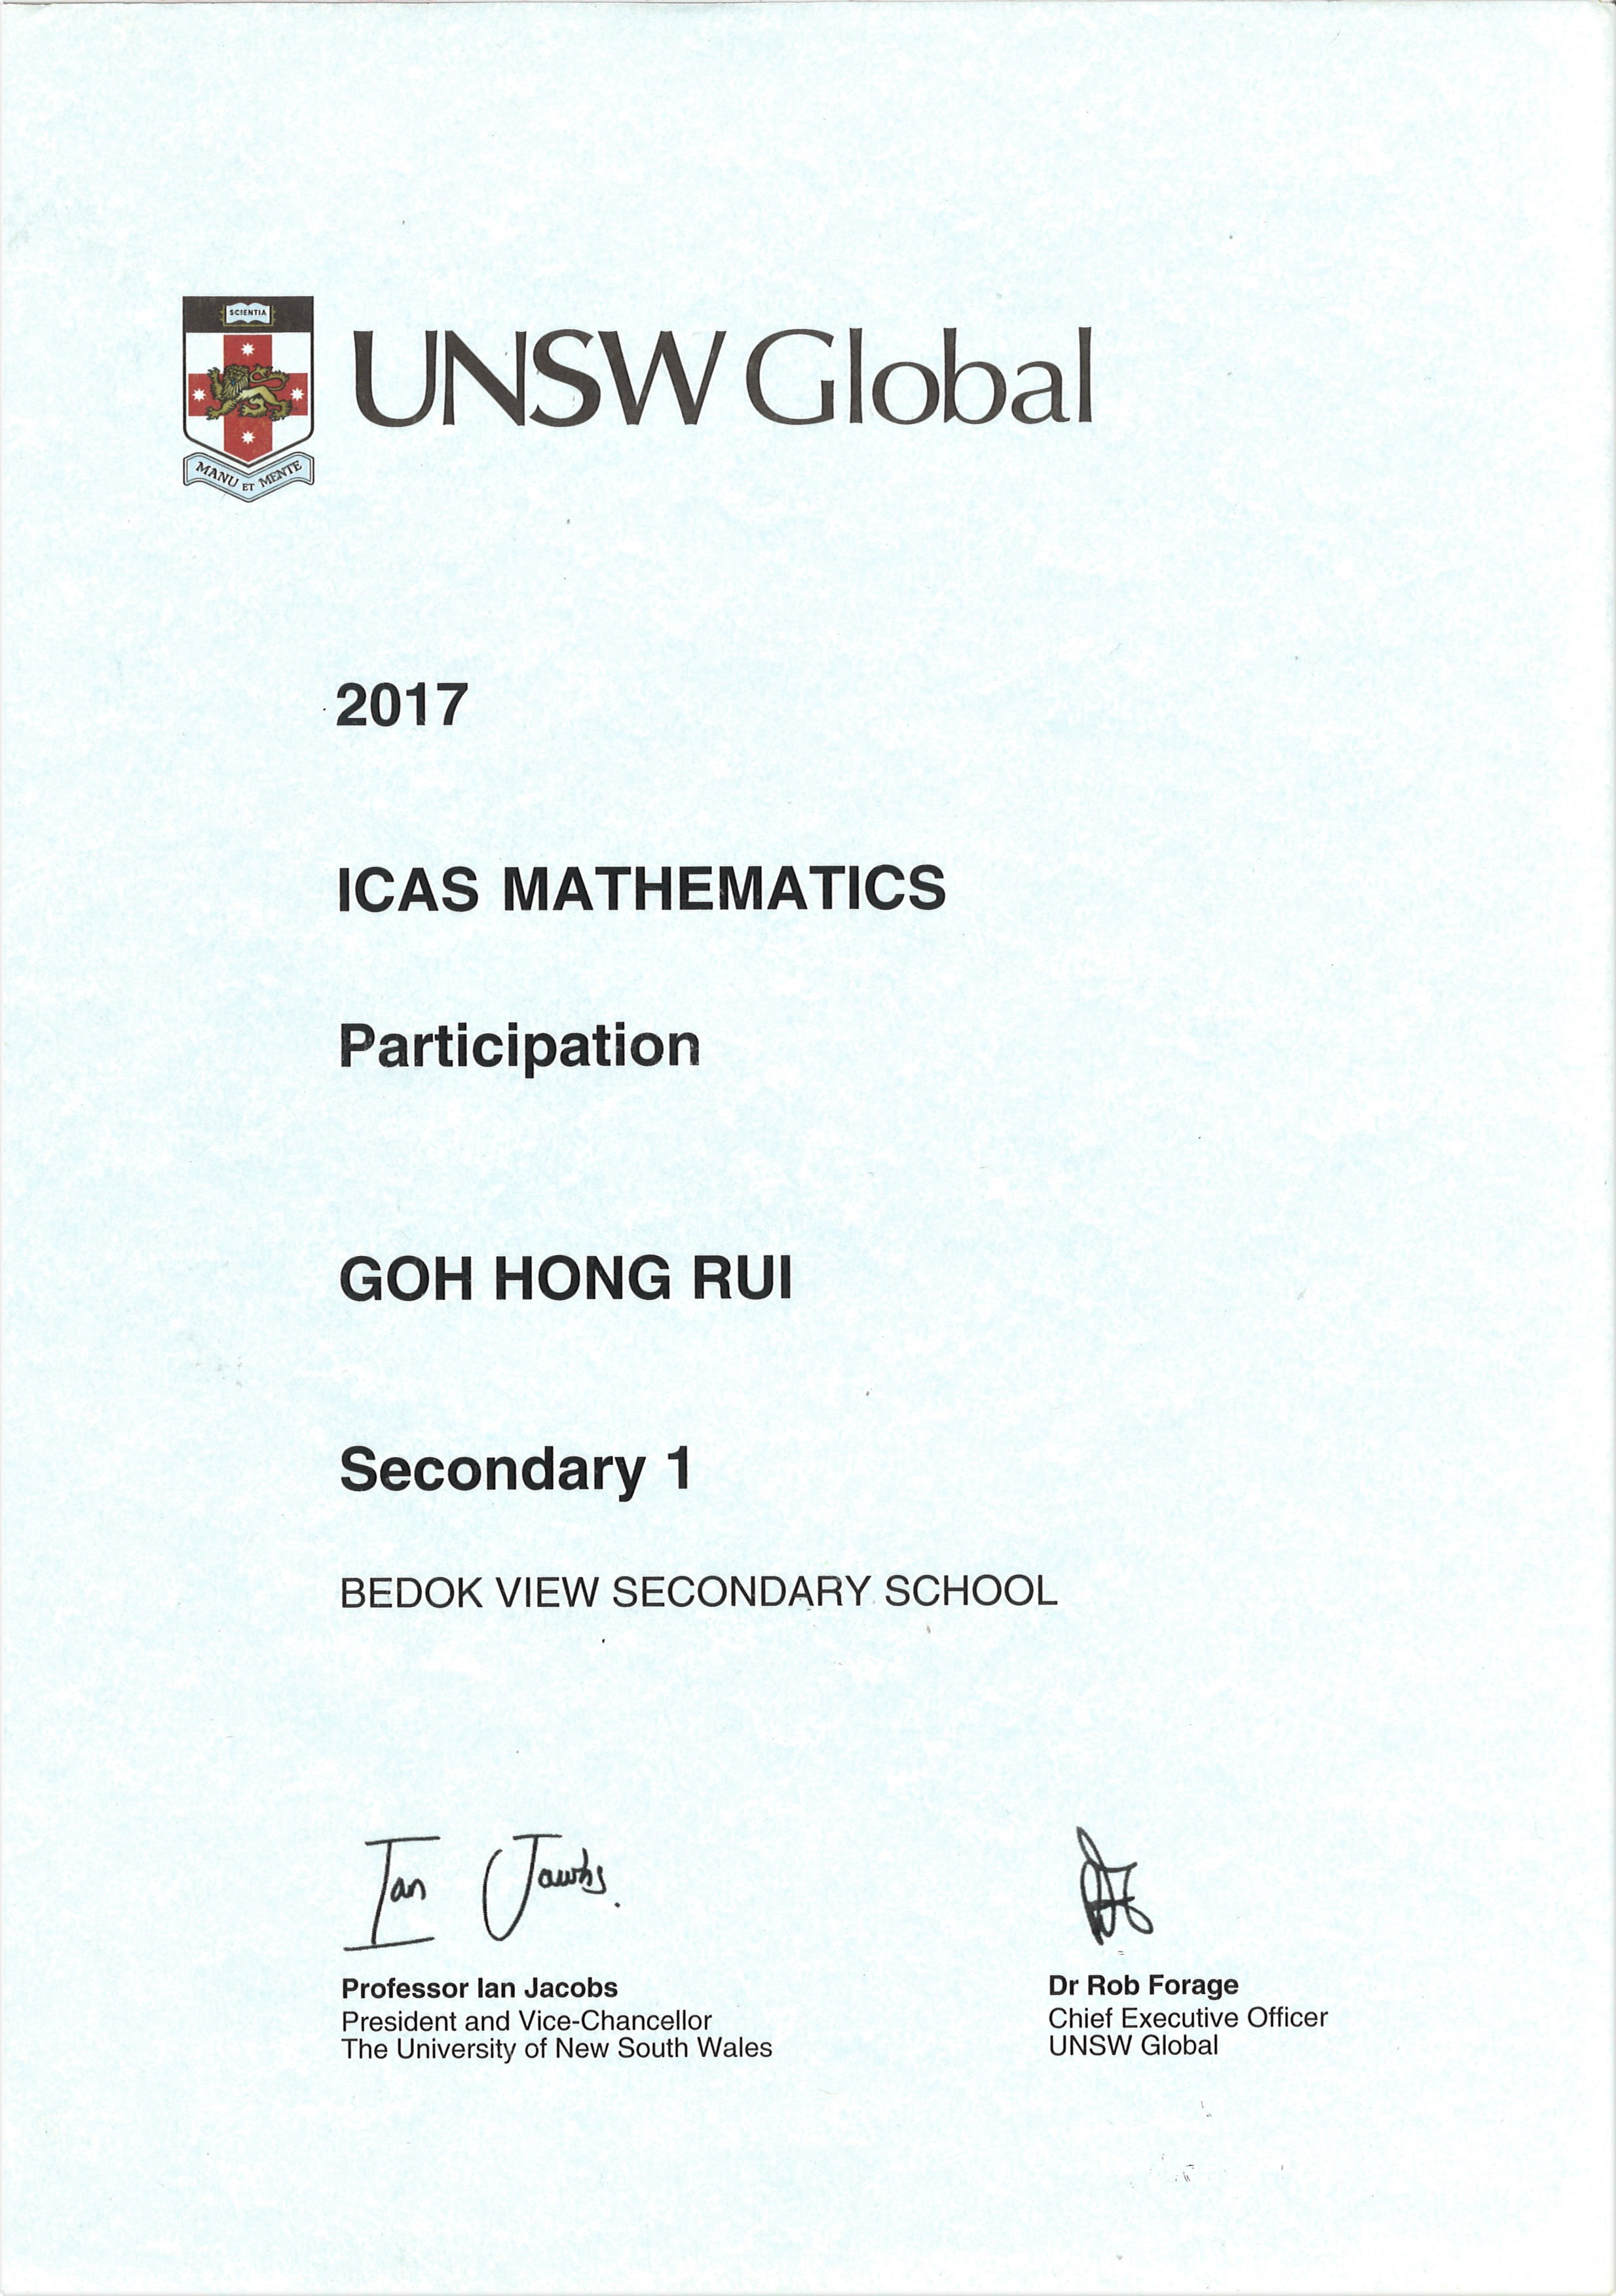 SCIENTIA
UNSW Global
MANU ET MENTE
2017
ICAS MATHEMATICS
Participation
GOH HONG RUI
Secondary 1
BEDOK VIEW SECONDARY SCHOOL
Ian Jacobs.
Professor Ian Jacobs
President and Vice-Chancellor
The University of New South Wales
Dr Rob Forage
Chief Executive Officer
UNSW Global